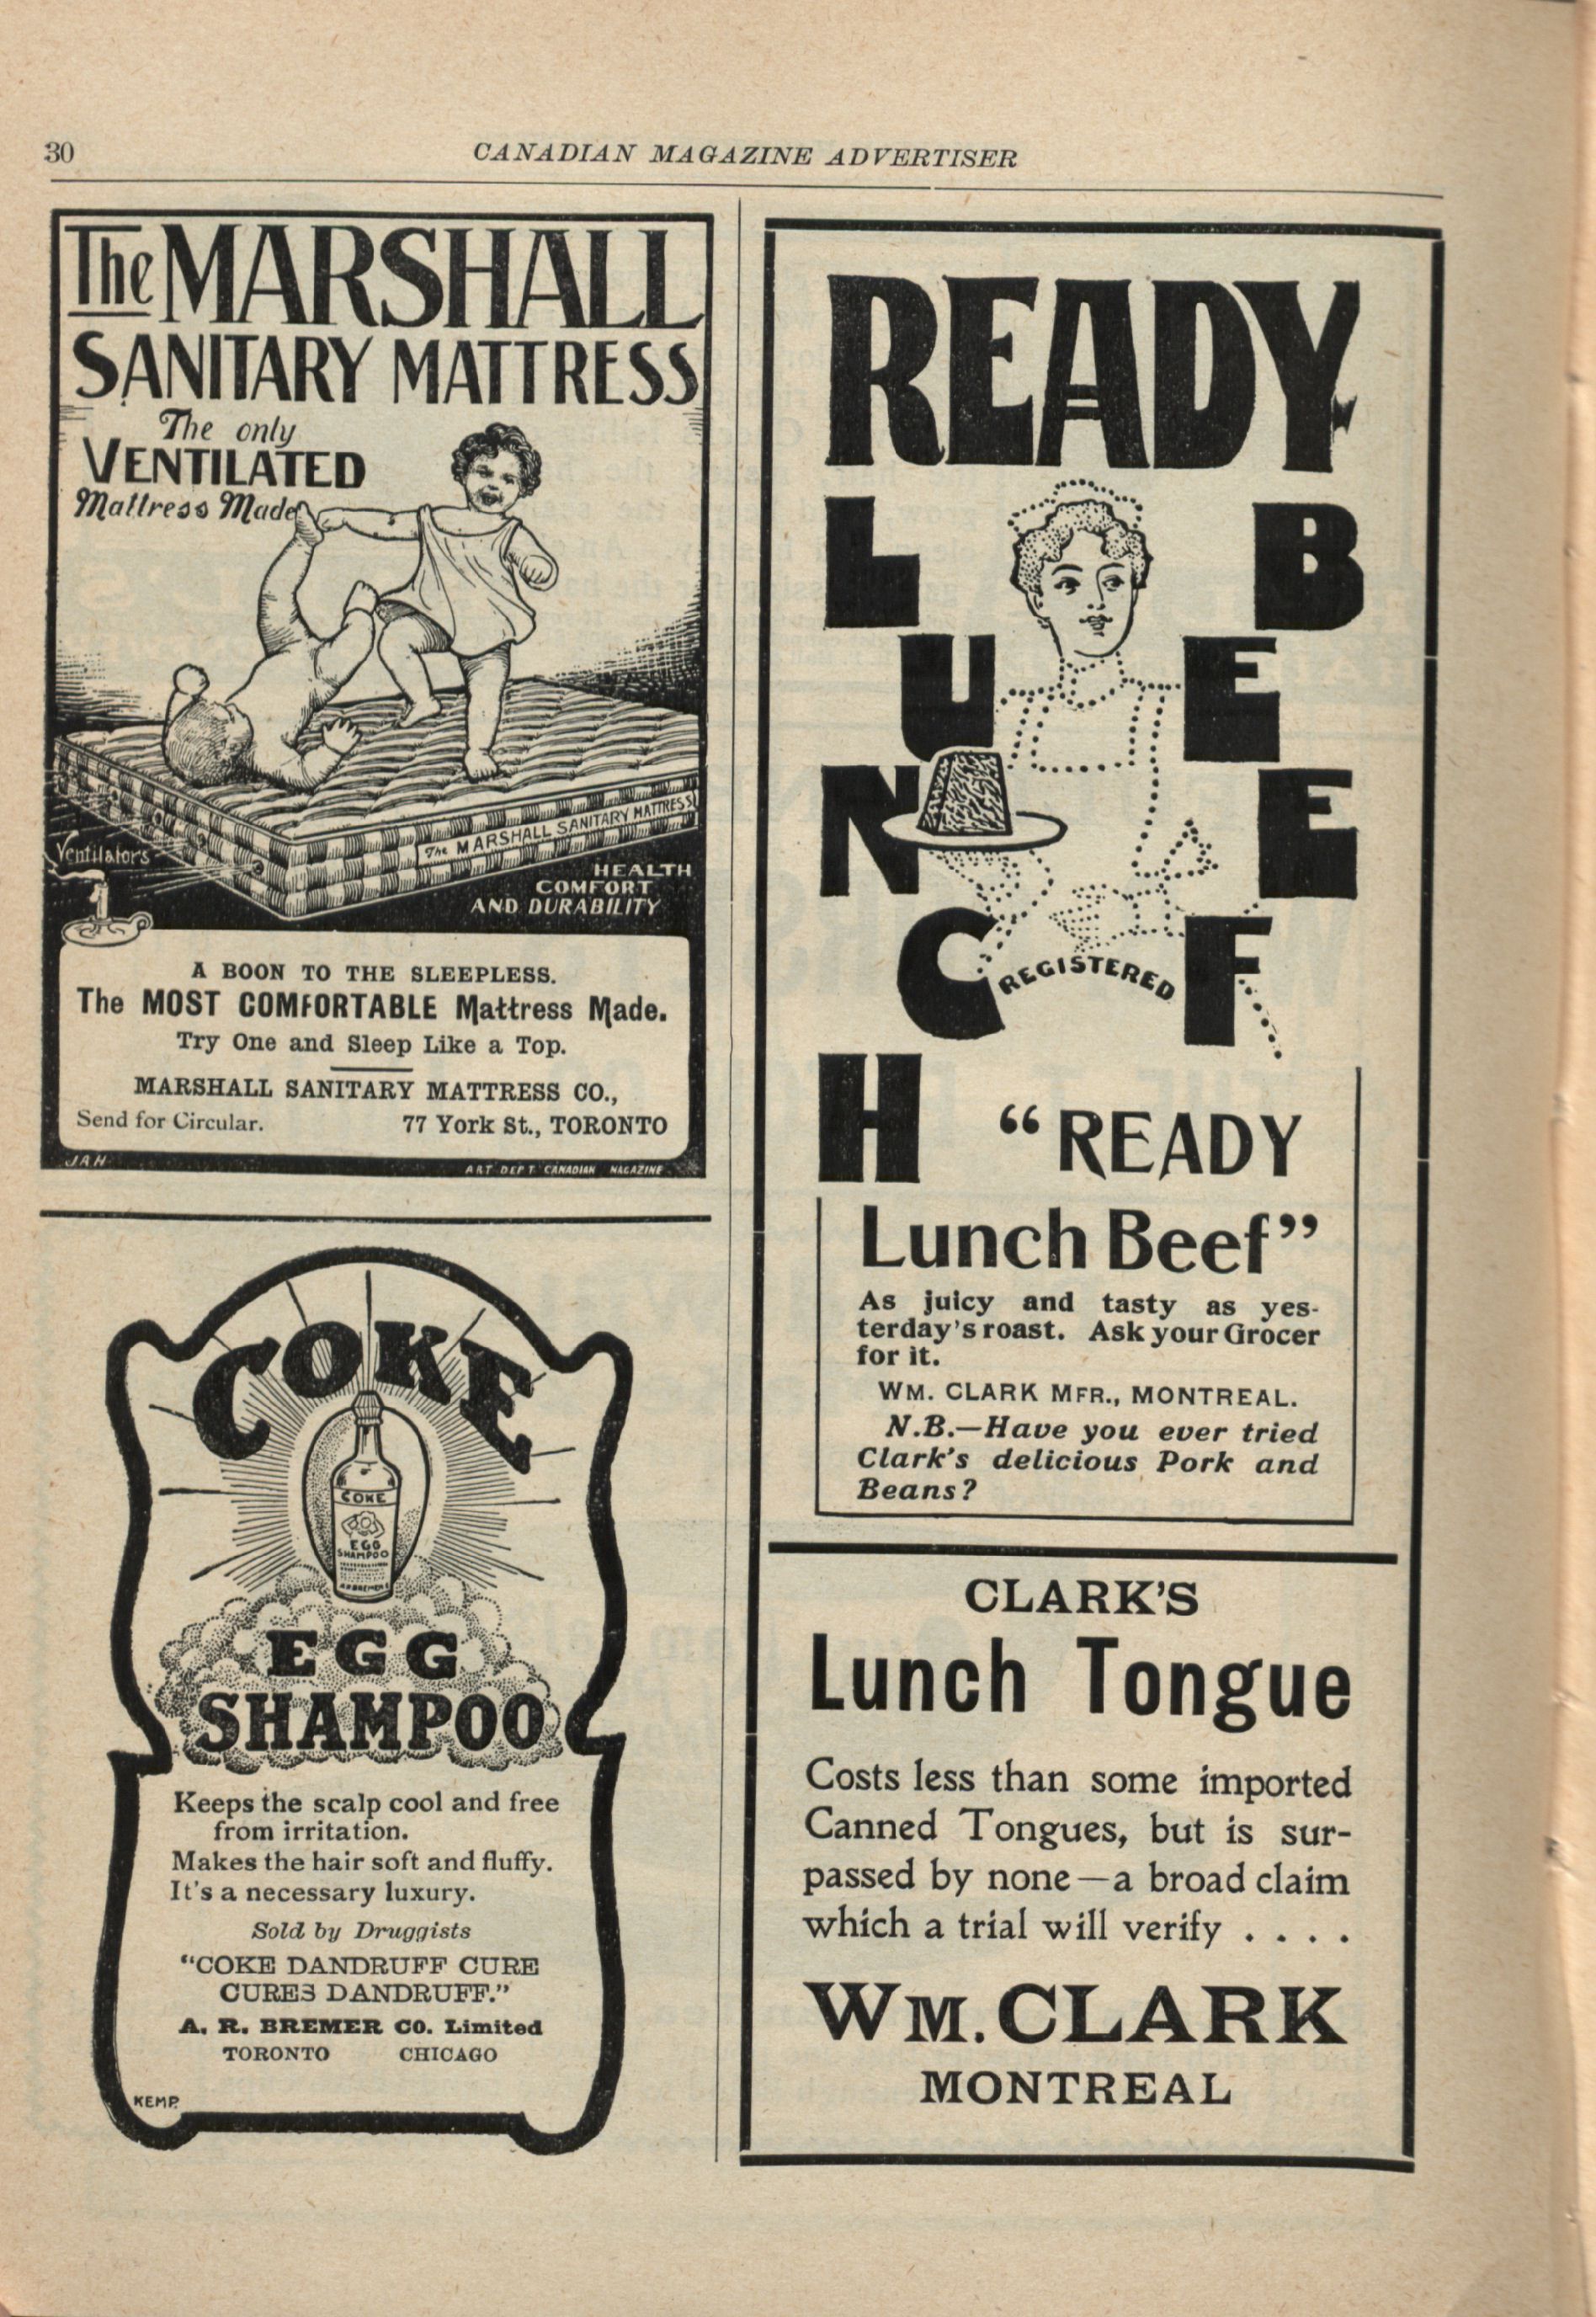 30
CANADIAN MAGAZINE ADVERTISER
The MARSHALL
SANITARY MATTRESS
The only
VENTILATED
Mattress Made
The MARSHALL SANITARY MATTRESS
Ventilators
HEALTH
COMFORT
AND DURABILITY
A BOON TO THE SLEEPLESS.
The MOST COMFORTABLE Mattress Made.
Try One and Sleep Like a Top.
MARSHALL SANITARY MATTRESS CO.,
Send for Circular. 77 York St., TORONTO
JAH
ART DEPT CANADIAN MAGAZINE
COKE
COKE
EGG
SHAMPOO
A.R. BREMER
EGG
SHAMPOO
Keeps the scalp cool and free
from irritation.
Makes the hair soft and fluffy.
It's a necessary luxury.
Sold by Druggists
"COKE DANDRUFF CURE
CURES DANDRUFF."
A. R. BREMER CO. Limited
TORONTO CHICAGO
KEMP.
READY
LUNCH
BEEF
REGISTERED
"READY
Lunch Beef"
As juicy and tasty as yes-
terday's roast. Ask your Grocer
for it.
WM. CLARK MFR., MONTREAL.
N.B.—Have you ever tried
Clark's delicious Pork and
Beans?
CLARK'S
Lunch Tongue
Costs less than some imported
Canned Tongues, but is sur-
passed by none—a broad claim
which a trial will verify . . . .
WM. CLARK
MONTREAL